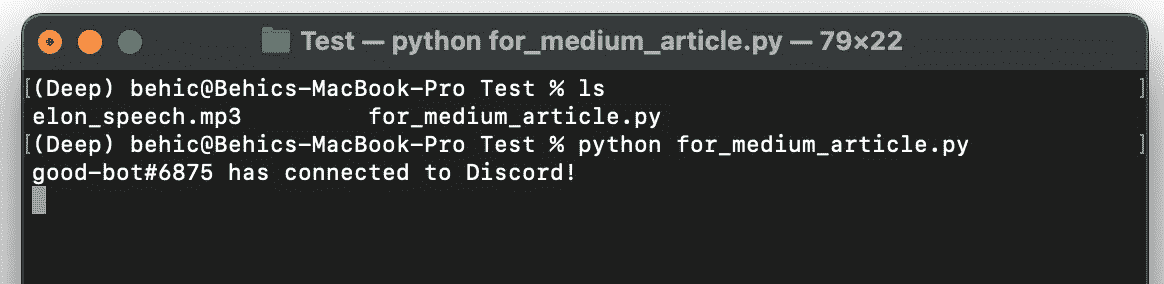 Test — python for_medium_article.py — 79×22
[(Deep) behic@Behics-MacBook-Pro Test % ls ]
elon_speech.mp3 for_medium_article.py
[(Deep) behic@Behics-MacBook-Pro Test % python for_medium_article.py ]
good-bot#6875 has connected to Discord!